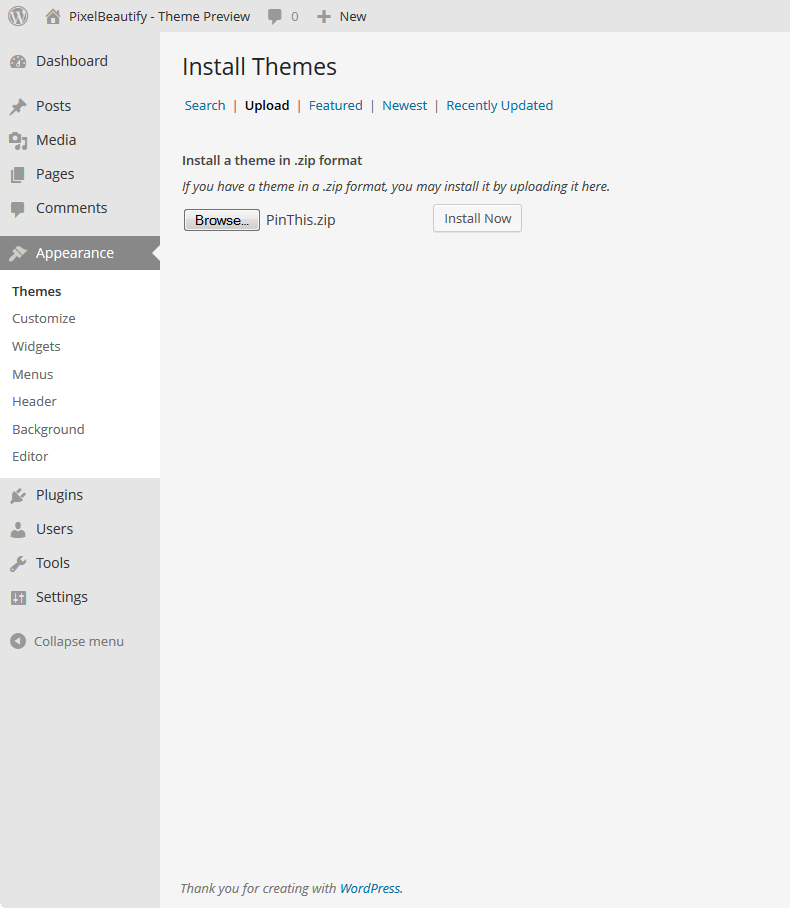 PixelBeautify - Theme Preview 0 New
Dashboard
Posts
Media
Pages
Comments
Appearance
Themes
Customize
Widgets
Menus
Header
Background
Editor
Plugins
Users
Tools
Settings
Collapse menu
Install Themes
Search | Upload | Featured | Newest | Recently Updated
Install a theme in .zip format
If you have a theme in a .zip format, you may install it by uploading it here.
Browse... PinThis.zip Install Now
Thank you for creating with WordPress.